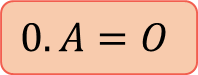 0. A = O